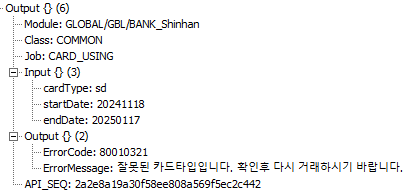 Output {} (6)
Module: GLOBAL/GBL/BANK_Shinhan
Class: COMMON
Job: CARD_USING
Input {} (3)
cardType: sd
startDate: 20241118
endDate: 20250117
Output {} (2)
ErrorCode: 80010321
ErrorMessage: 잘못된 카드타입입니다. 확인후 다시 거래하시기 바랍니다.
API_SEQ: 2a2e8a19a30f58ee808a569f5ec2c442